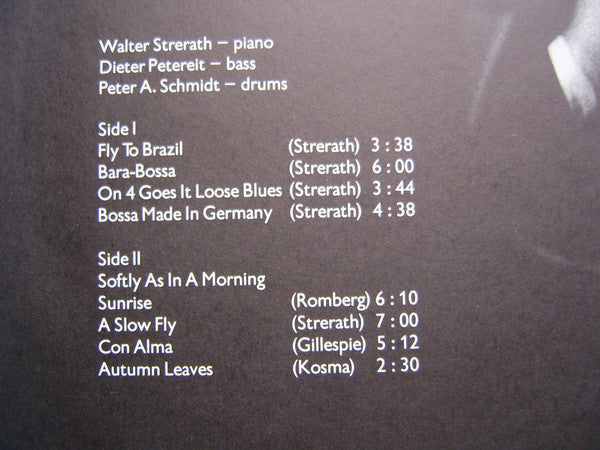 Walter Strerath – piano
Dieter Petereit – bass
Peter A. Schmidt – drums
Side I
Fly To Brazil (Strerath) 3 : 38
Bara-Bossa (Strerath) 6 : 00
On 4 Goes It Loose Blues (Strerath) 3 : 44
Bossa Made In Germany (Strerath) 4 : 38
Side II
Softly As In A Morning
Sunrise (Romberg) 6 : 10
A Slow Fly (Strerath) 7 : 00
Con Alma (Gillespie) 5 : 12
Autumn Leaves (Kosma) 2 : 30